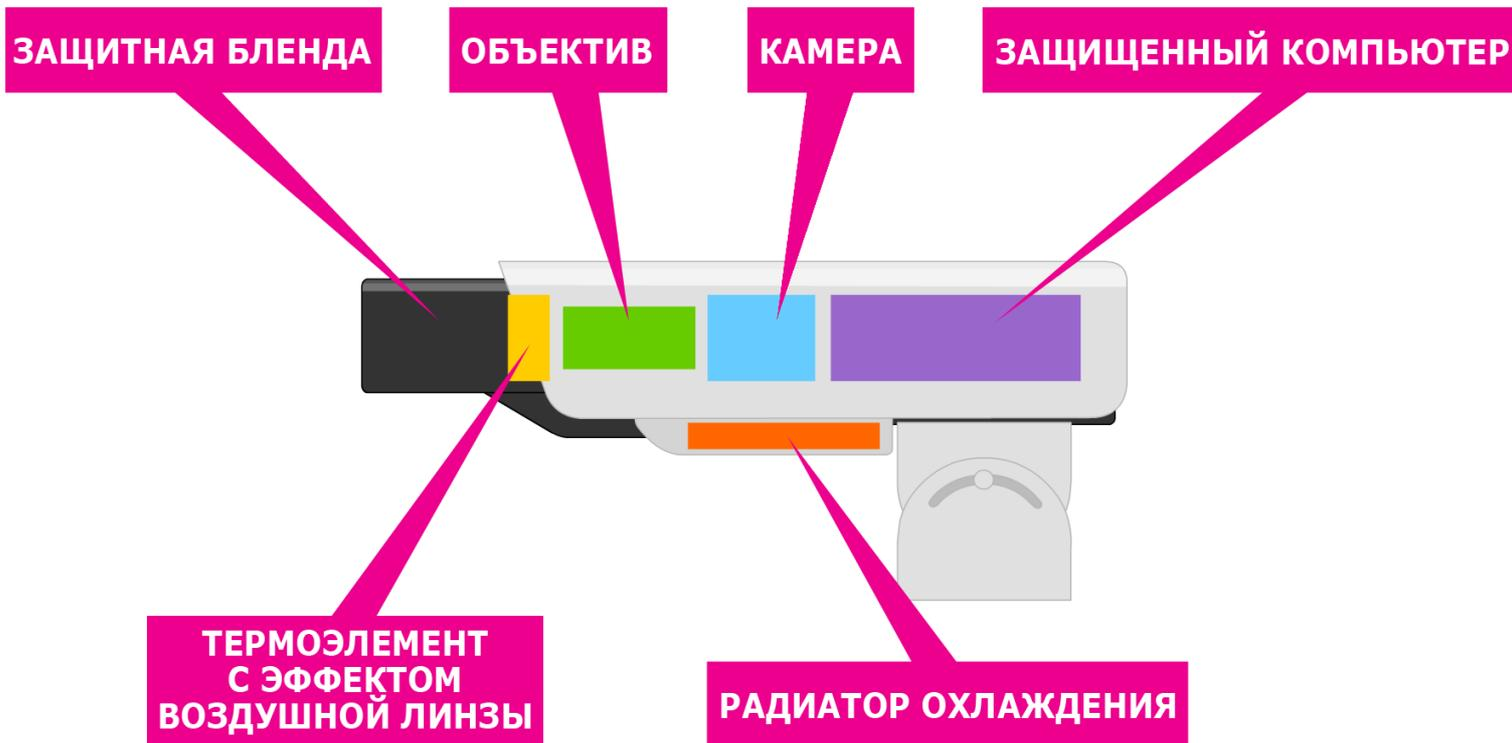 ЗАЩИТНАЯ БЛЕНДА
ОБЪЕКТИВ
КАМЕРА
ЗАЩИЩЕННЫЙ КОМПЬЮТЕР
ТЕРМОЭЛЕМЕНТ
С ЭФФЕКТОМ
ВОЗДУШНОЙ ЛИНЗЫ
РАДИАТОР ОХЛАЖДЕНИЯ